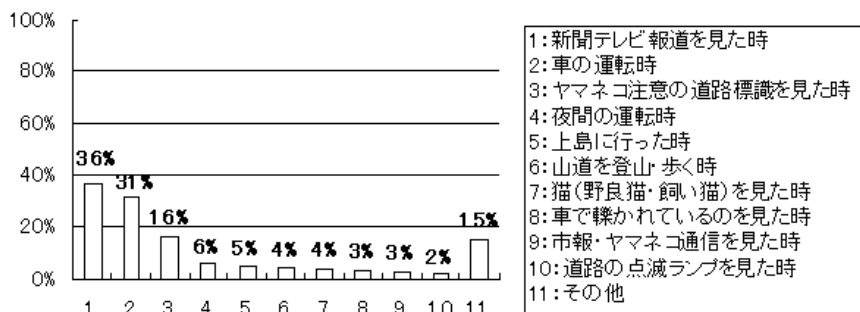 100%
80%
60%
40%
20%
0%
36%
31%
16%
6%
5%
4%
4%
3%
3%
2%
15%
1 2 3 4 5 6 7 8 9 10 11
1:新聞テレビ報道を見た時
2:車の運転時
3:ヤマネコ注意の道路標識を見た時
4:夜間の運転時
5:上島に行った時
6:山道を登山・歩く時
7:猫(野良猫・飼い猫)を見た時
8:車で轢かれているのを見た時
9:市報・ヤマネコ通信を見た時
10:道路の点滅ランプを見た時
11:その他